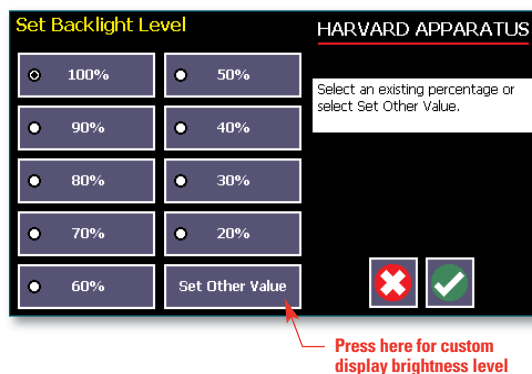 Set Backlight Level
100%
90%
80%
70%
60%
50%
40%
30%
20%
Set Other Value
HARVARD APPARATUS
Select an existing percentage or
select Set Other Value.
Press here for custom
display brightness level